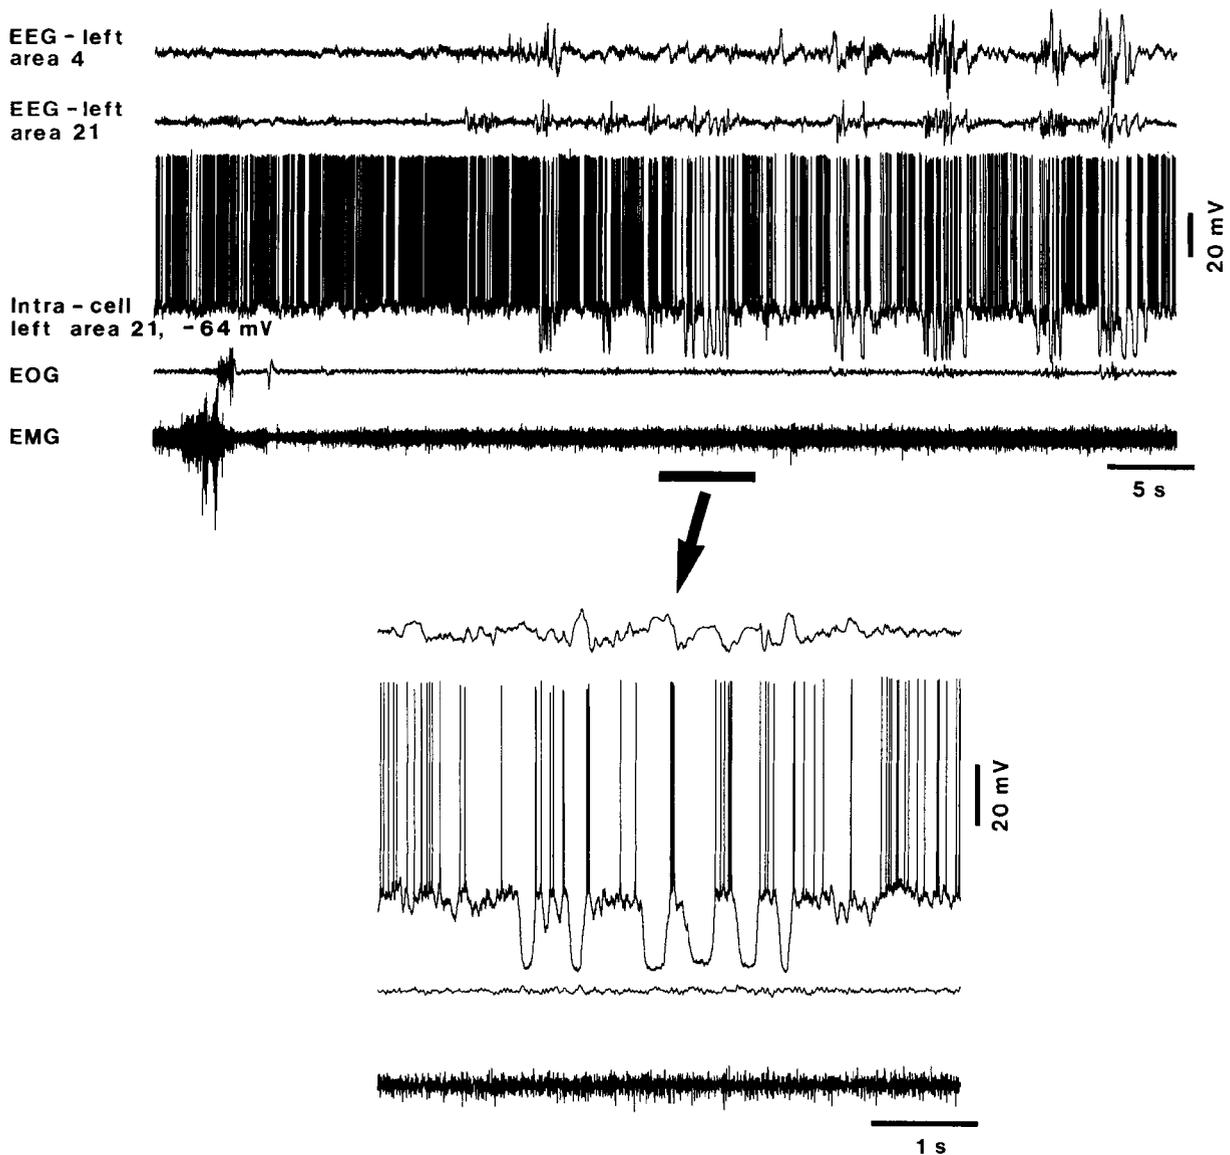 EEG - left
area 4
EEG - left
area 21
20 mV
Intra - cell
left area 21, -64 mV
EOG
EMG
5 s
20 mV
1 s